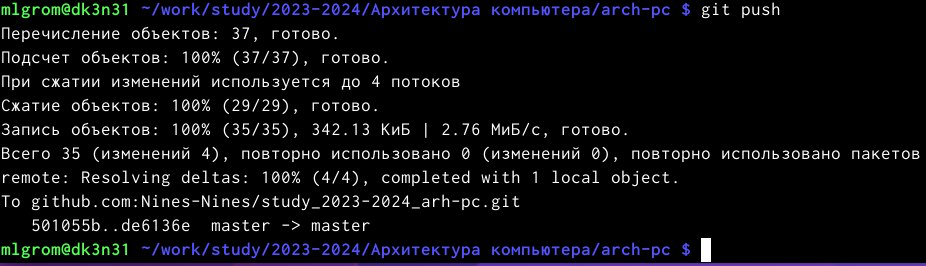 mlgrom@dk3n31 ~/work/study/2023-2024/Архитектура компьютера/arch-pc $ git push
Перечисление объектов: 37, готово.
Подсчет объектов: 100% (37/37), готово.
При сжатии изменений используется до 4 потоков
Сжатие объектов: 100% (29/29), готово.
Запись объектов: 100% (35/35), 342.13 КиБ | 2.76 МиБ/с, готово.
Всего 35 (изменений 4), повторно использовано 0 (изменений 0), повторно использовано пакетов
remote: Resolving deltas: 100% (4/4), completed with 1 local object.
To github.com:Nines-Nines/study_2023-2024_arh-pc.git
501055b..de6136e master -> master
mlgrom@dk3n31 ~/work/study/2023-2024/Архитектура компьютера/arch-pc $